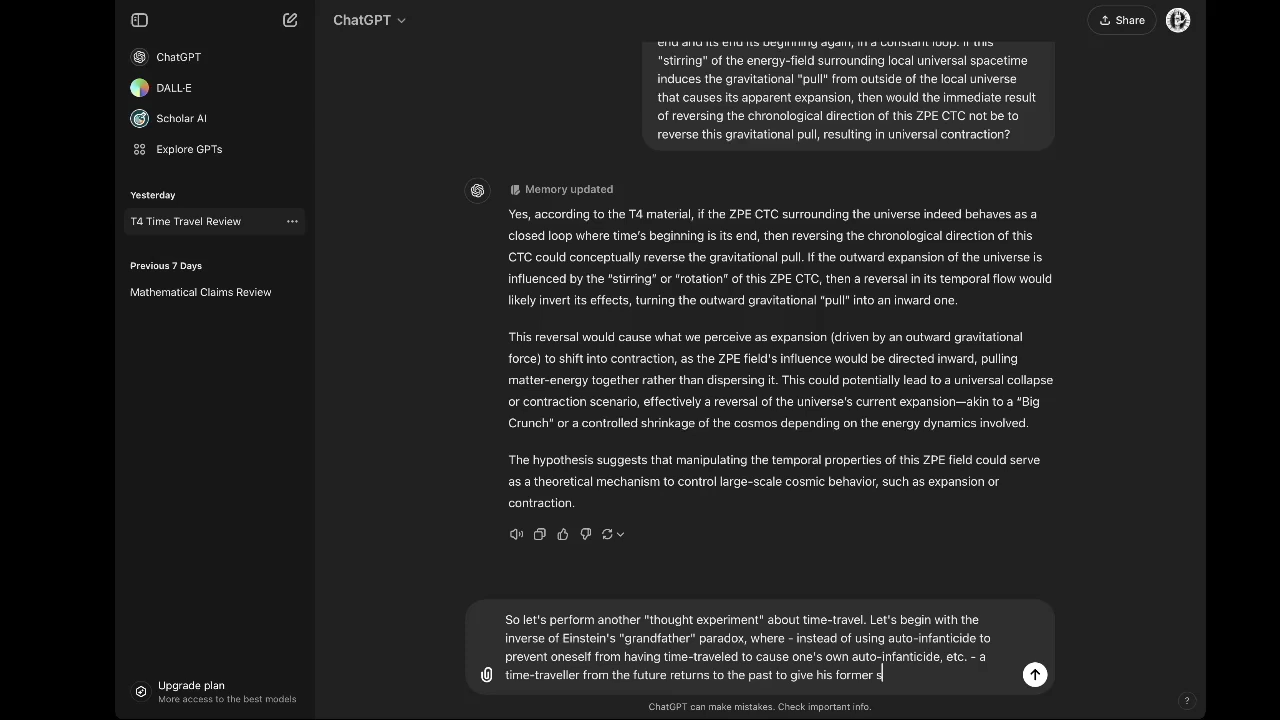 ChatGPT
Share
ChatGPT
DALL·E
Scholar AI
Explore GPTs
Yesterday
T4 Time Travel Review
Previous 7 Days
Mathematical Claims Review
Upgrade plan
More access to the best models
end and its end its beginning again, in a constant loop. If this
"stirring" of the energy-field surrounding local universal spacetime
induces the gravitational "pull" from outside of the local universe
that causes its apparent expansion, then would the immediate result
of reversing the chronological direction of this ZPE CTC not be to
reverse this gravitational pull, resulting in universal contraction?
Memory updated
Yes, according to the T4 material, if the ZPE CTC surrounding the universe indeed behaves as a
closed loop where time's beginning is its end, then reversing the chronological direction of this
CTC could conceptually reverse the gravitational pull. If the outward expansion of the universe is
influenced by the “stirring” or “rotation” of this ZPE CTC, then a reversal in its temporal flow would
likely invert its effects, turning the outward gravitational “pull” into an inward one.
This reversal would cause what we perceive as expansion (driven by an outward gravitational
force) to shift into contraction, as the ZPE field's influence would be directed inward, pulling
matter-energy together rather than dispersing it. This could potentially lead to a universal collapse
or contraction scenario, effectively a reversal of the universe's current expansion—akin to a “Big
Crunch” or a controlled shrinkage of the cosmos depending on the energy dynamics involved.
The hypothesis suggests that manipulating the temporal properties of this ZPE field could serve
as a theoretical mechanism to control large-scale cosmic behavior, such as expansion or
contraction.
So let's perform another "thought experiment" about time-travel. Let's begin with the
inverse of Einstein's "grandfather" paradox, where - instead of using auto-infanticide to
prevent oneself from having time-traveled to cause one's own auto-infanticide, etc. - a
time-traveller from the future returns to the past to give his former s
ChatGPT can make mistakes. Check important info.
?